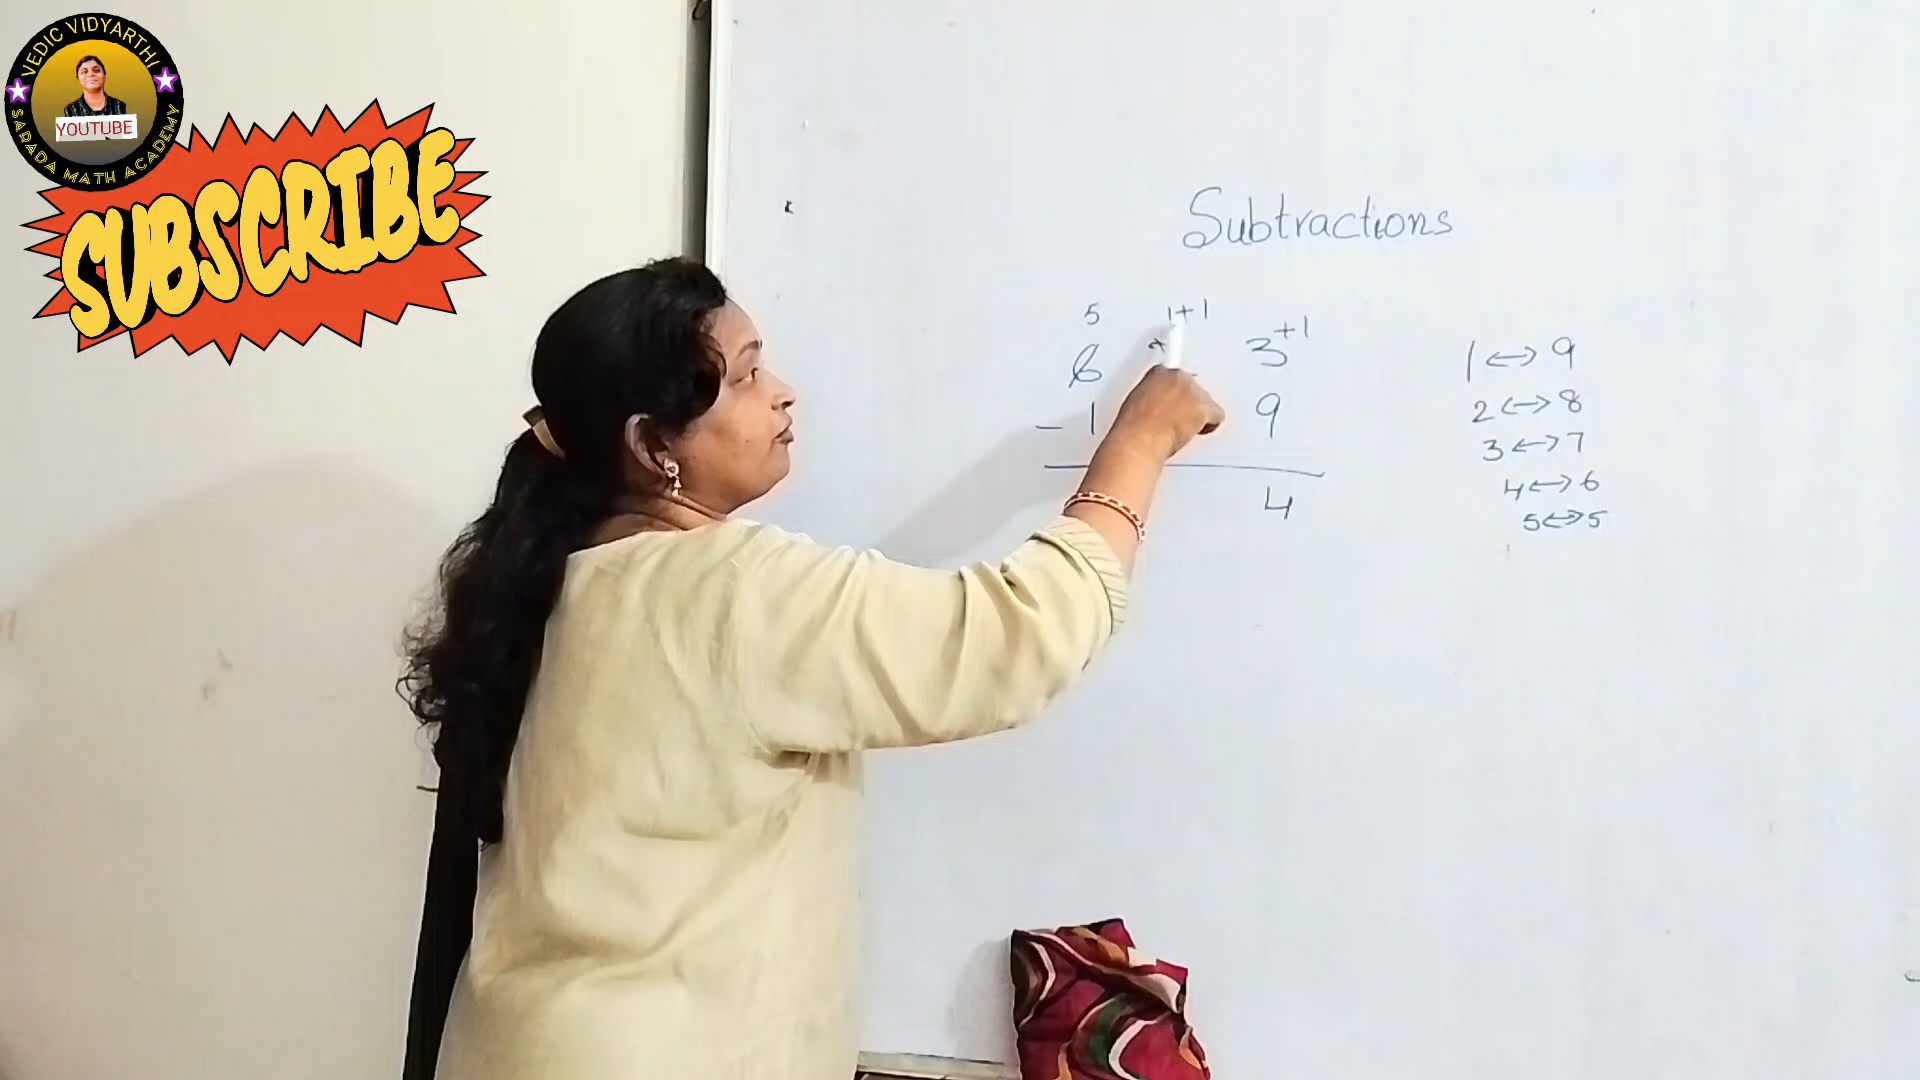 VEDIC VIDYARTHI
YOUTUBE
SARADA MATH ACADEMY
SUBSCRIBE
Subtractions
5 1+1 +1
6 3
- 1 9
4
1 ↔ 9
2 ↔ 8
3 ↔ 7
4 ↔ 6
5 ↔ 5